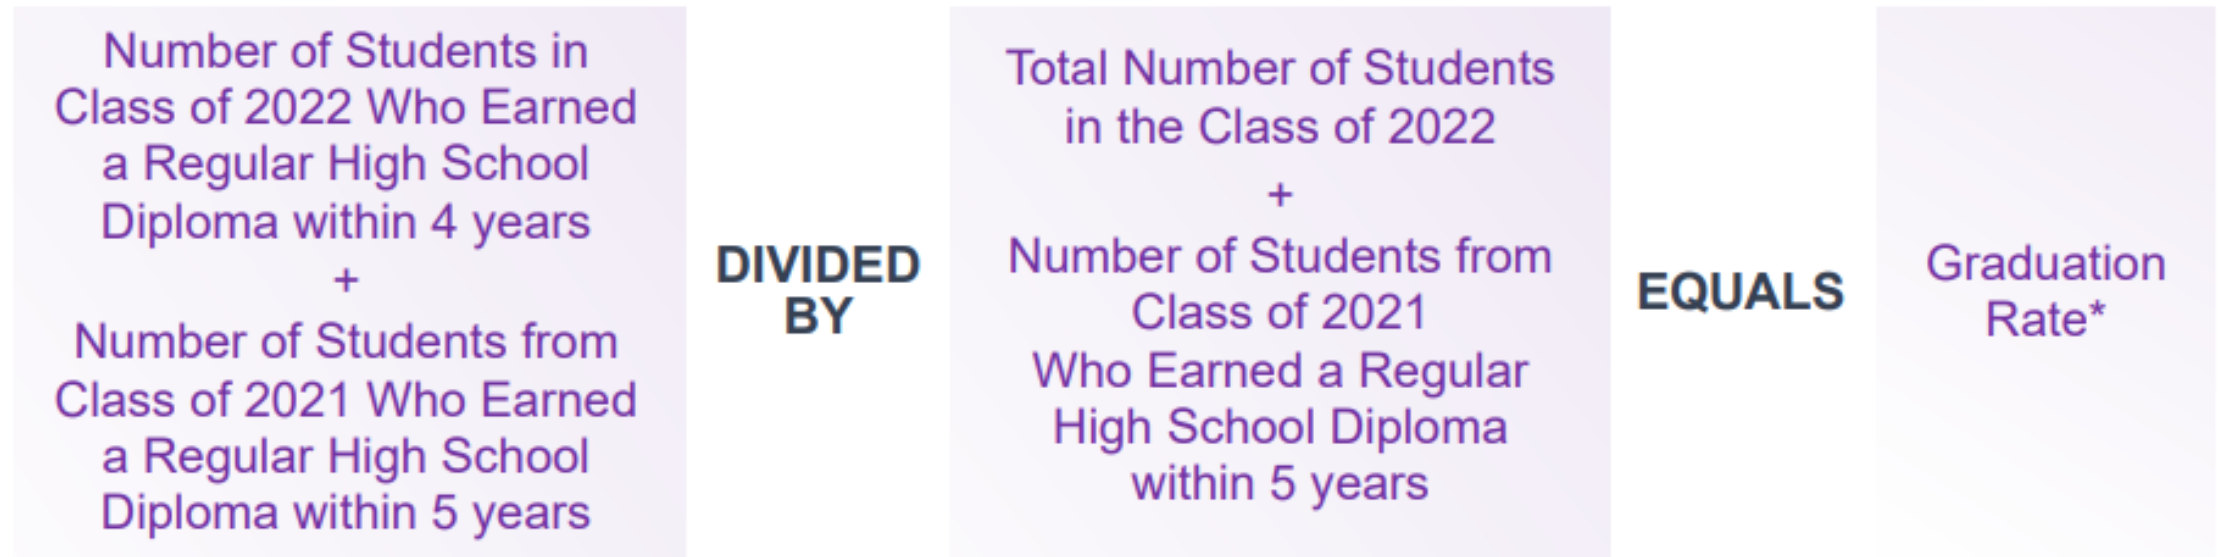 Number of Students in
Class of 2022 Who Earned
a Regular High School
Diploma within 4 years
+
Number of Students from
Class of 2021 Who Earned
a Regular High School
Diploma within 5 years
DIVIDED
BY
Total Number of Students
in the Class of 2022
+
Number of Students from
Class of 2021
Who Earned a Regular
High School Diploma
within 5 years
EQUALS
Graduation
Rate*